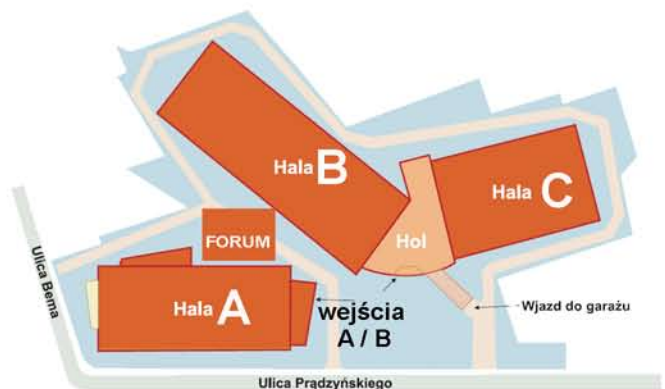 Hala B
Hala C
Hol
FORUM
Hala A
wejścia
A / B
Wjazd do garażu
Ulica Bema
Ulica Prądzyńskiego